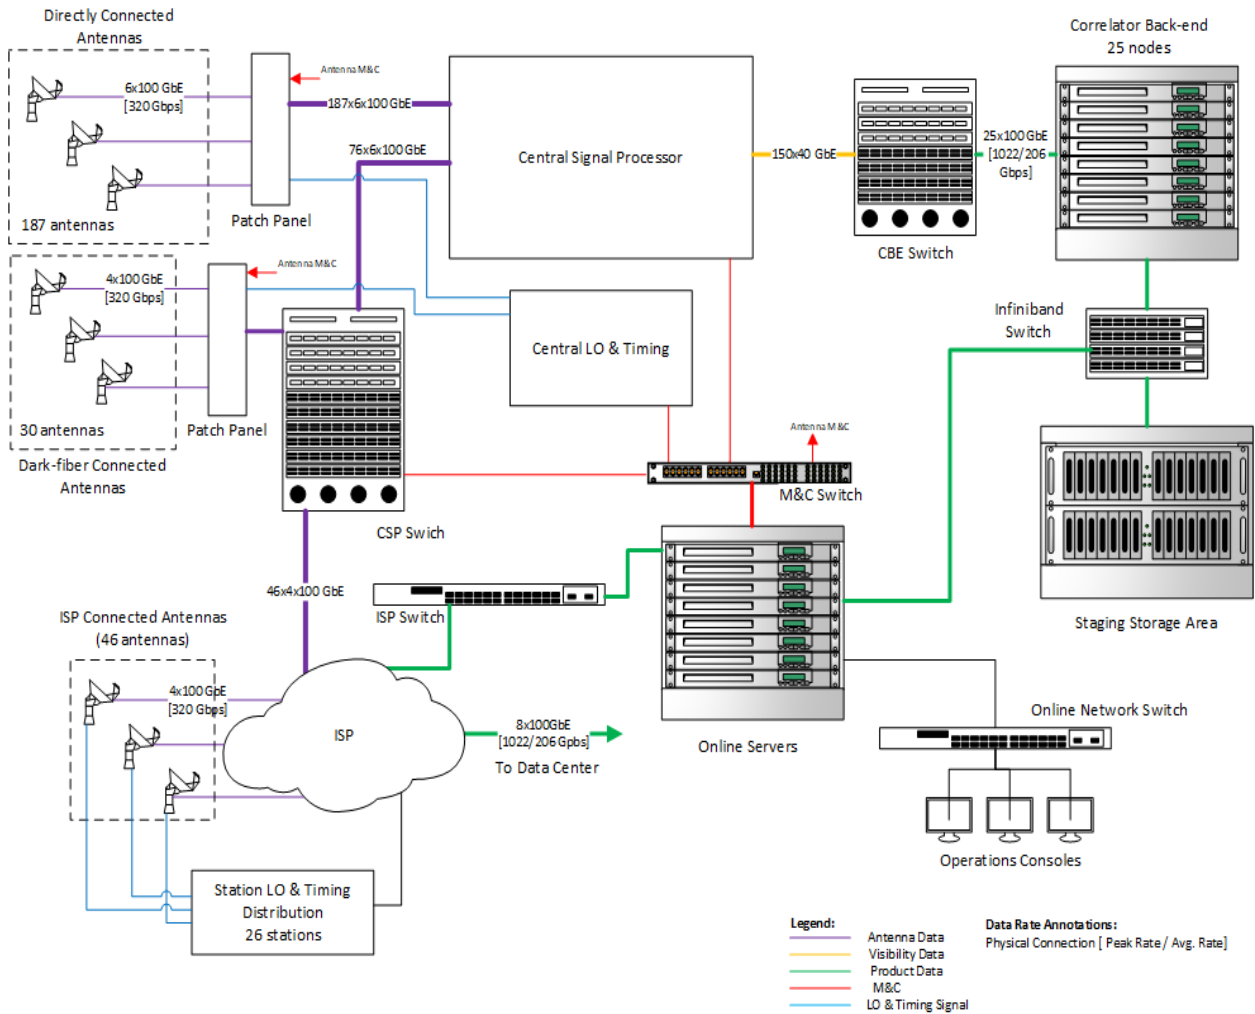 Directly Connected
Antennas
6x100 GbE
[320 Gbps]
187 antennas
Patch Panel
Antenna M&C
187x6x100 GbE
76x6x100 GbE
Central Signal Processor
150x40 GbE
CBE Switch
25x100 GbE
[1022/206
Gbps]
Correlator Back-end
25 nodes
4x100 GbE
[320 Gbps]
30 antennas
Dark-fiber Connected
Antennas
Patch Panel
Antenna M&C
Central LO & Timing
Infiniband
Switch
Antenna M&C
M&C Switch
CSP Swich
Staging Storage Area
46x4x100 GbE
ISP Switch
ISP Connected Antennas
(46 antennas)
4x100 GbE
[320 Gbps]
ISP
8x100GbE
[1022/206 Gpbs]
To Data Center
Online Servers
Online Network Switch
Operations Consoles
Station LO & Timing
Distribution
26 stations
Legend:
Antenna Data
Visibility Data
Product Data
M&C
LO & Timing Signal
Data Rate Annotations:
Physical Connection [ Peak Rate / Avg. Rate]